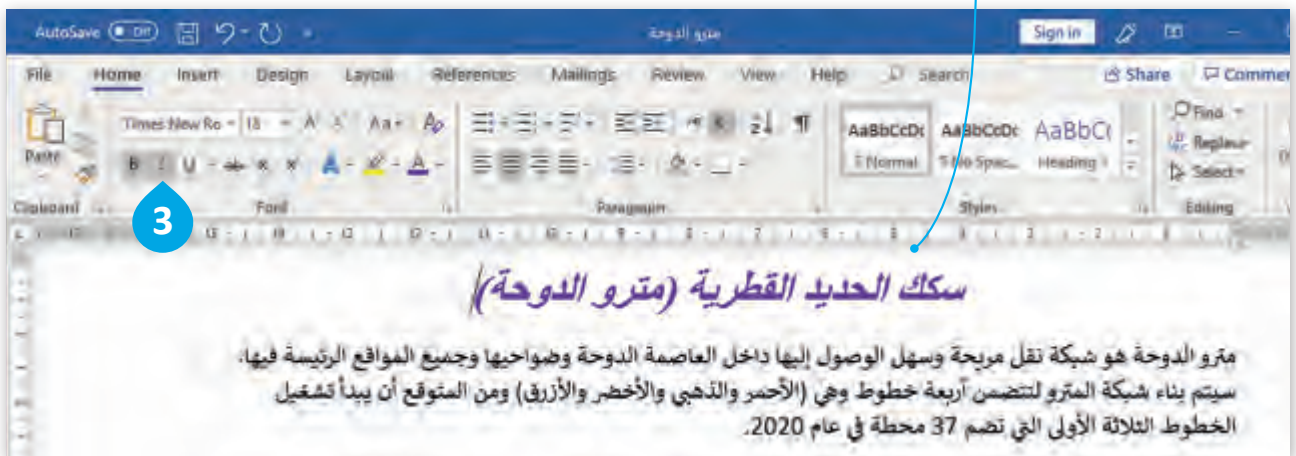 AutoSave Off مترو الدوحة Sign in
File Home Insert Design Layout References Mailings Review View Help Search Share Commen
Times New Ro 18 Aa
Paste B I U A A AaBbCcDc AaBbCcDc AaBbC Find
Normal No Spac... Heading Replace
Select
Clipboard Font Paragraph Styles Editing
3
سكك الحديد القطرية (مترو الدوحة)
مترو الدوحة هو شبكة نقل مريحة وسهل الوصول إليها داخل العاصمة الدوحة وضواحيها وجميع المواقع الرئيسة فيها.
سيتم بناء شبكة المترو لتتضمن أربعة خطوط وهي (الأحمر والذهبي والأخضر والأزرق) ومن المتوقع أن يبدأ تشغيل
الخطوط الثلاثة الأولى التي تضم 37 محطة في عام 2020.